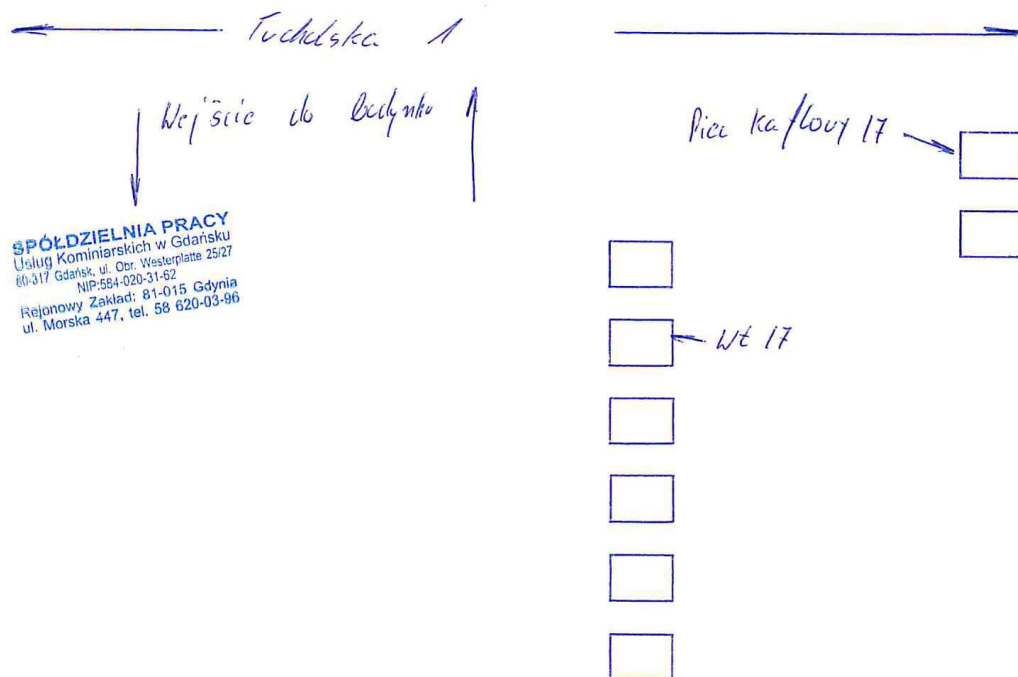 Tucholska 1
Wejście do budynku
Piec kaflowy 17
SPÓŁDZIELNIA PRACY
Usług Kominiarskich w Gdańsku
80-317 Gdańsk, ul. Obr. Westerplatte 25/27
NIP:584-020-31-62
Rejonowy Zakład: 81-015 Gdynia
ul. Morska 447, tel. 58 620-03-96
Wł 17